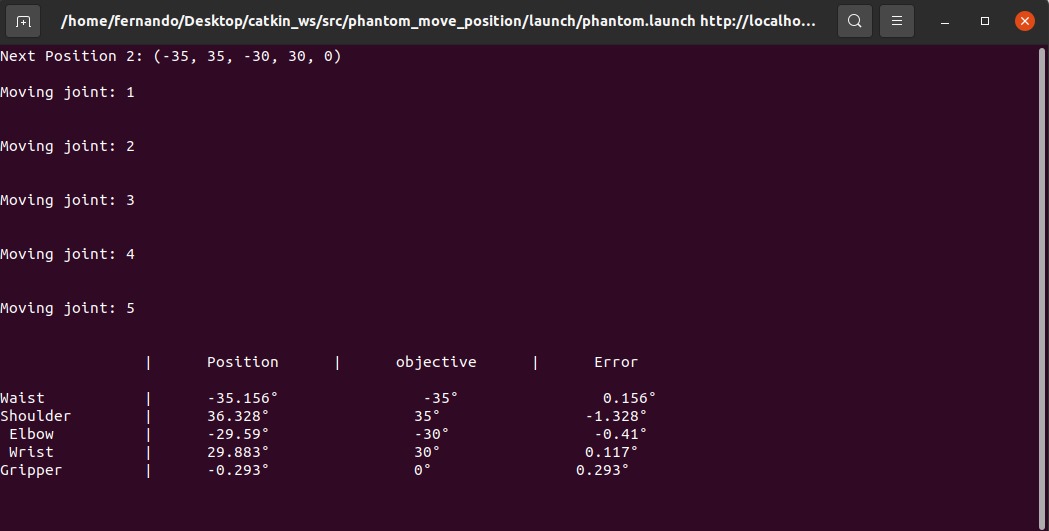 /home/fernando/Desktop/catkin_ws/src/phantom_move_position/launch/phantom.launch http://localho...
Next Position 2: (-35, 35, -30, 30, 0)
Moving joint: 1
Moving joint: 2
Moving joint: 3
Moving joint: 4
Moving joint: 5
| Position | objective | Error
Waist | -35.156° -35° 0.156°
Shoulder | 36.328° 35° -1.328°
Elbow | -29.59° -30° -0.41°
Wrist | 29.883° 30° 0.117°
Gripper | -0.293° 0° 0.293°